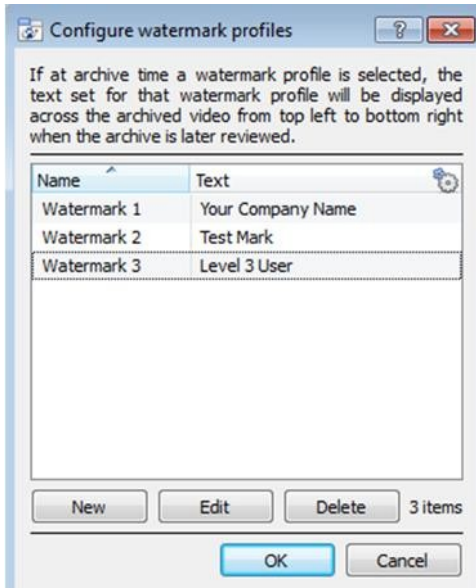 Configure watermark profiles
If at archive time a watermark profile is selected, the
text set for that watermark profile will be displayed
across the archived video from top left to bottom right
when the archive is later reviewed.
Name Text
Watermark 1 Your Company Name
Watermark 2 Test Mark
Watermark 3 Level 3 User
New Edit Delete 3 items
OK Cancel